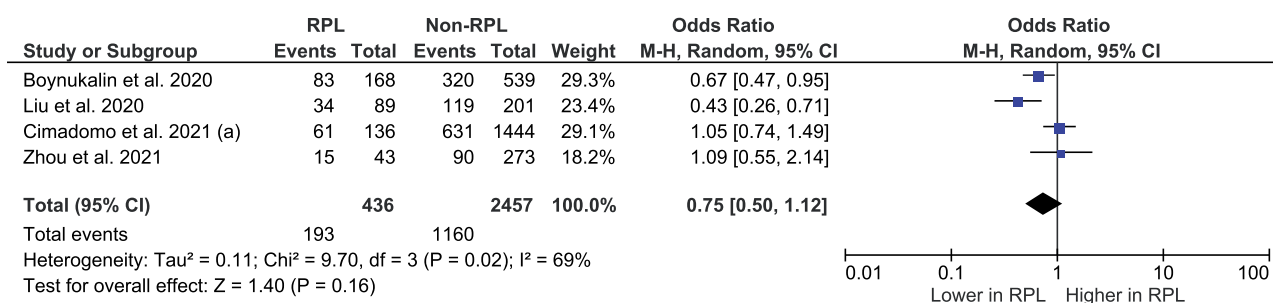 RPL Non-RPL Odds Ratio Odds Ratio
Study or Subgroup Events Total Events Total Weight M-H, Random, 95% CI M-H, Random, 95% CI
Boynukalin et al. 2020 83 168 320 539 29.3% 0.67 [0.47, 0.95]
Liu et al. 2020 34 89 119 201 23.4% 0.43 [0.26, 0.71]
Cimadomo et al. 2021 (a) 61 136 631 1444 29.1% 1.05 [0.74, 1.49]
Zhou et al. 2021 15 43 90 273 18.2% 1.09 [0.55, 2.14]
Total (95% CI) 436 2457 100.0% 0.75 [0.50, 1.12]
Total events 193 1160
Heterogeneity: Tau² = 0.11; Chi² = 9.70, df = 3 (P = 0.02); I² = 69%
0.01 0.1 1 10 100
Test for overall effect: Z = 1.40 (P = 0.16)
Lower in RPL Higher in RPL